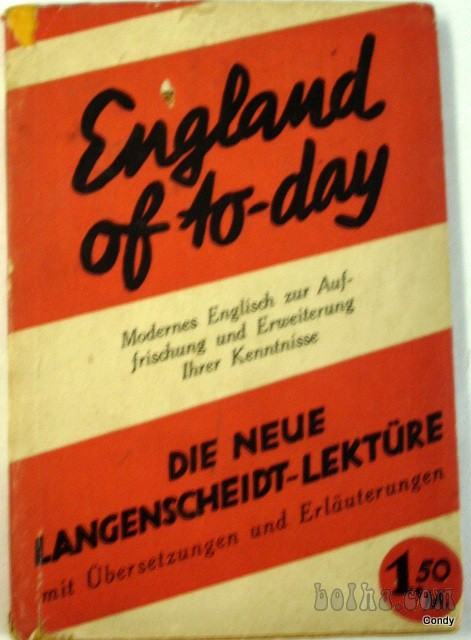 England
of to-day
Modernes Englisch zur Auf-
frischung und Erweiterung
Ihrer Kenntnisse
DIE NEUE
LANGENSCHEIDT-LEKTÜRE
mit Übersetzungen und Erläuterungen
1.50
bolha.com
Condy